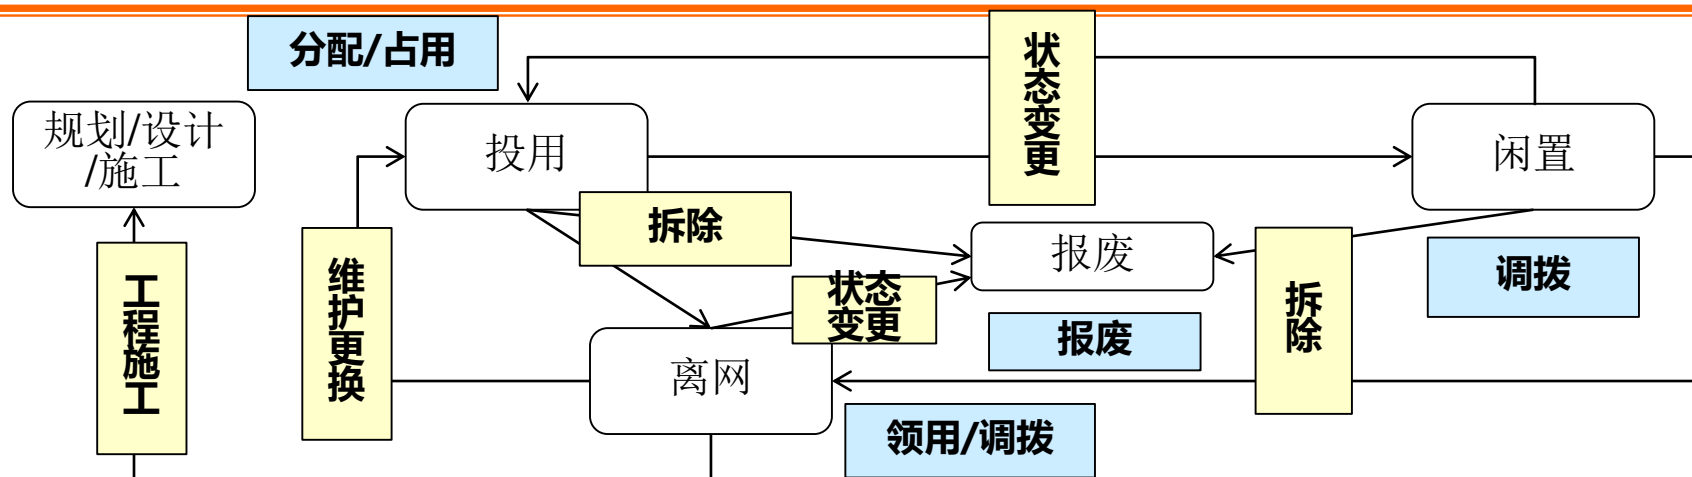 分配/占用
状态变更
规划/设计
/施工
投用
闲置
拆除
报废
调拨
工程施工
维护更换
状态
变更
拆除
报废
离网
领用/调拨